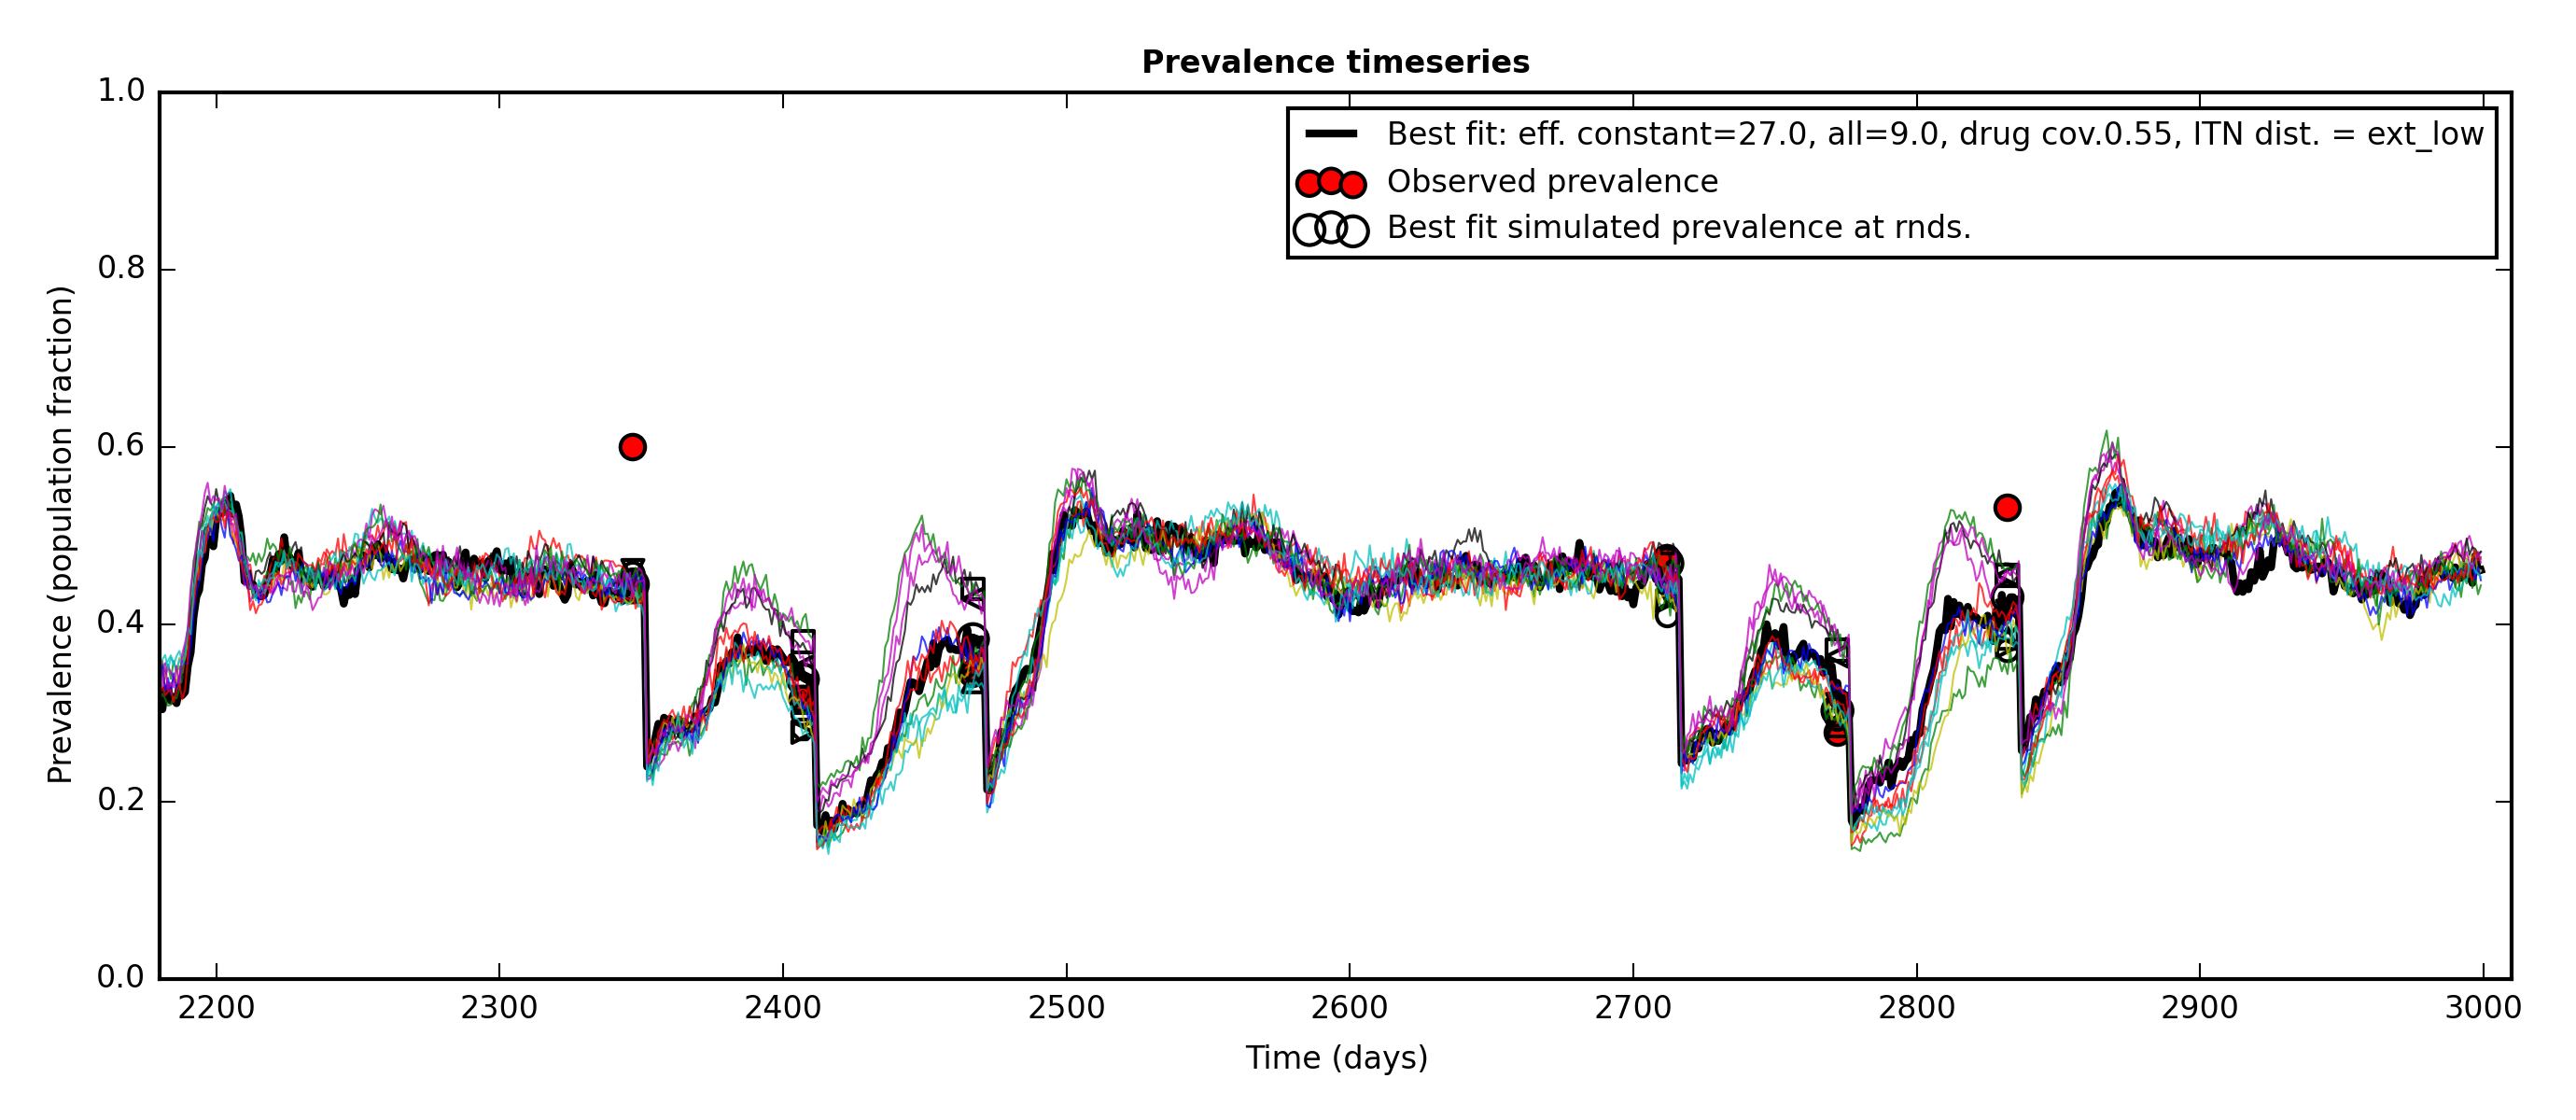 Prevalence timeseries
1.0
0.8
0.6
0.4
0.2
0.0
Prevalence (population fraction)
Best fit: eff. constant=27.0, all=9.0, drug cov.0.55, ITN dist. = ext_low
Observed prevalence
Best fit simulated prevalence at rnds.
2200 2300 2400 2500 2600 2700 2800 2900 3000
Time (days)